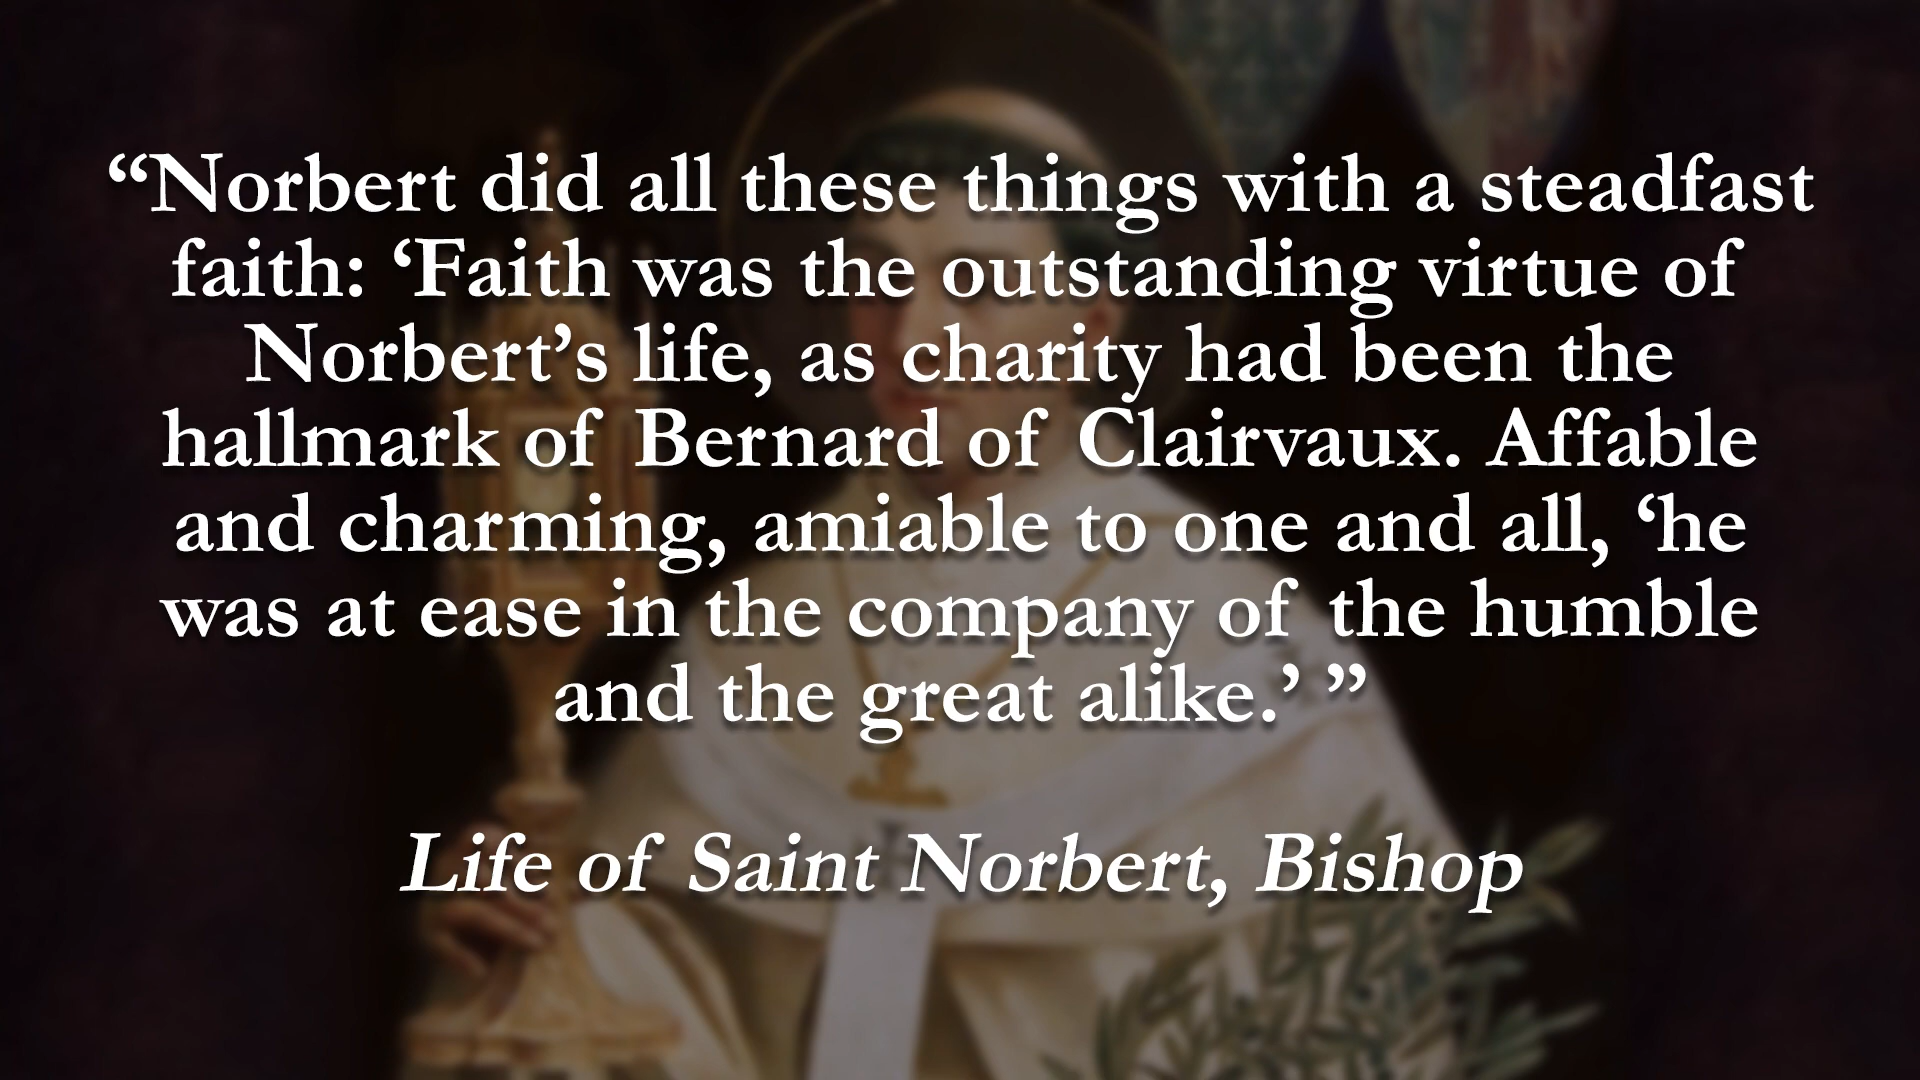 “Norbert did all these things with a steadfast
faith: ‘Faith was the outstanding virtue of
Norbert’s life, as charity had been the
hallmark of Bernard of Clairvaux. Affable
and charming, amiable to one and all, ‘he
was at ease in the company of the humble
and the great alike.’ ”
Life of Saint Norbert, Bishop